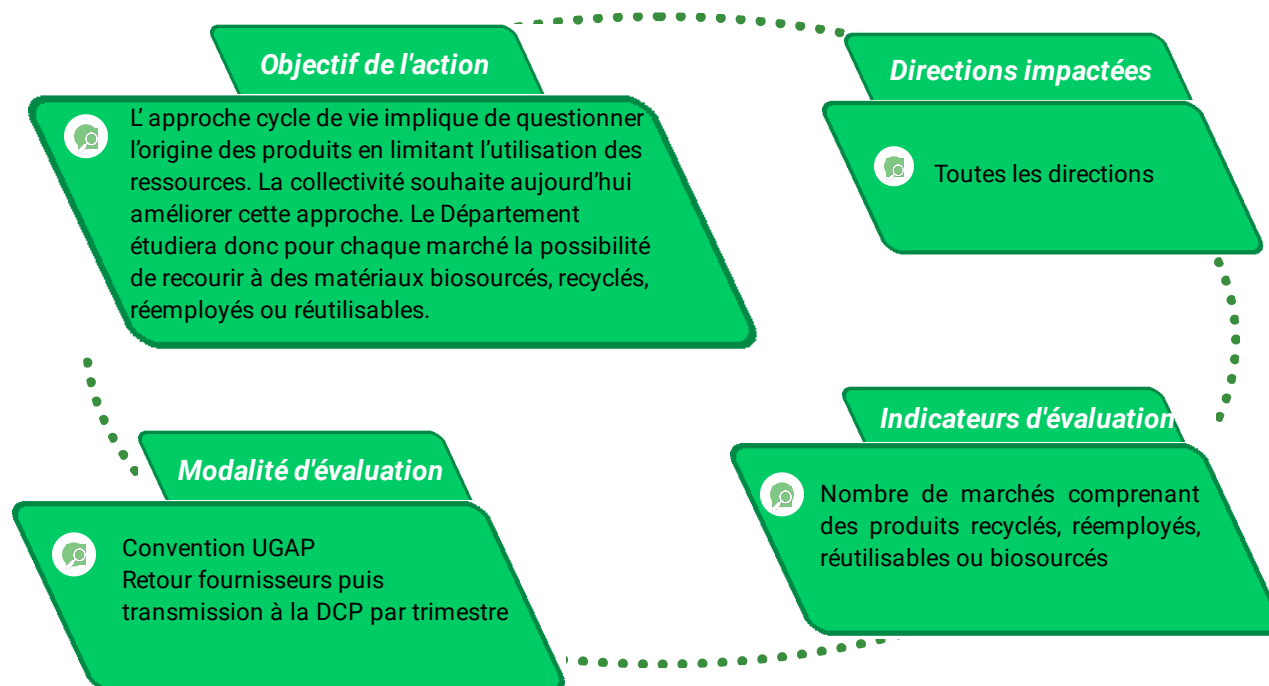 Objectif de l'action
L' approche cycle de vie implique de questionner
l'origine des produits en limitant l'utilisation des
ressources. La collectivité souhaite aujourd'hui
améliorer cette approche. Le Département
étudiera donc pour chaque marché la possibilité
de recourir à des matériaux biosourcés, recyclés,
réemployés ou réutilisables.
Directions impactées
Toutes les directions
Modalité d'évaluation
Convention UGAP
Retour fournisseurs puis
transmission à la DCP par trimestre
Indicateurs d'évaluation
Nombre de marchés comprenant
des produits recyclés, réemployés,
réutilisables ou biosourcés